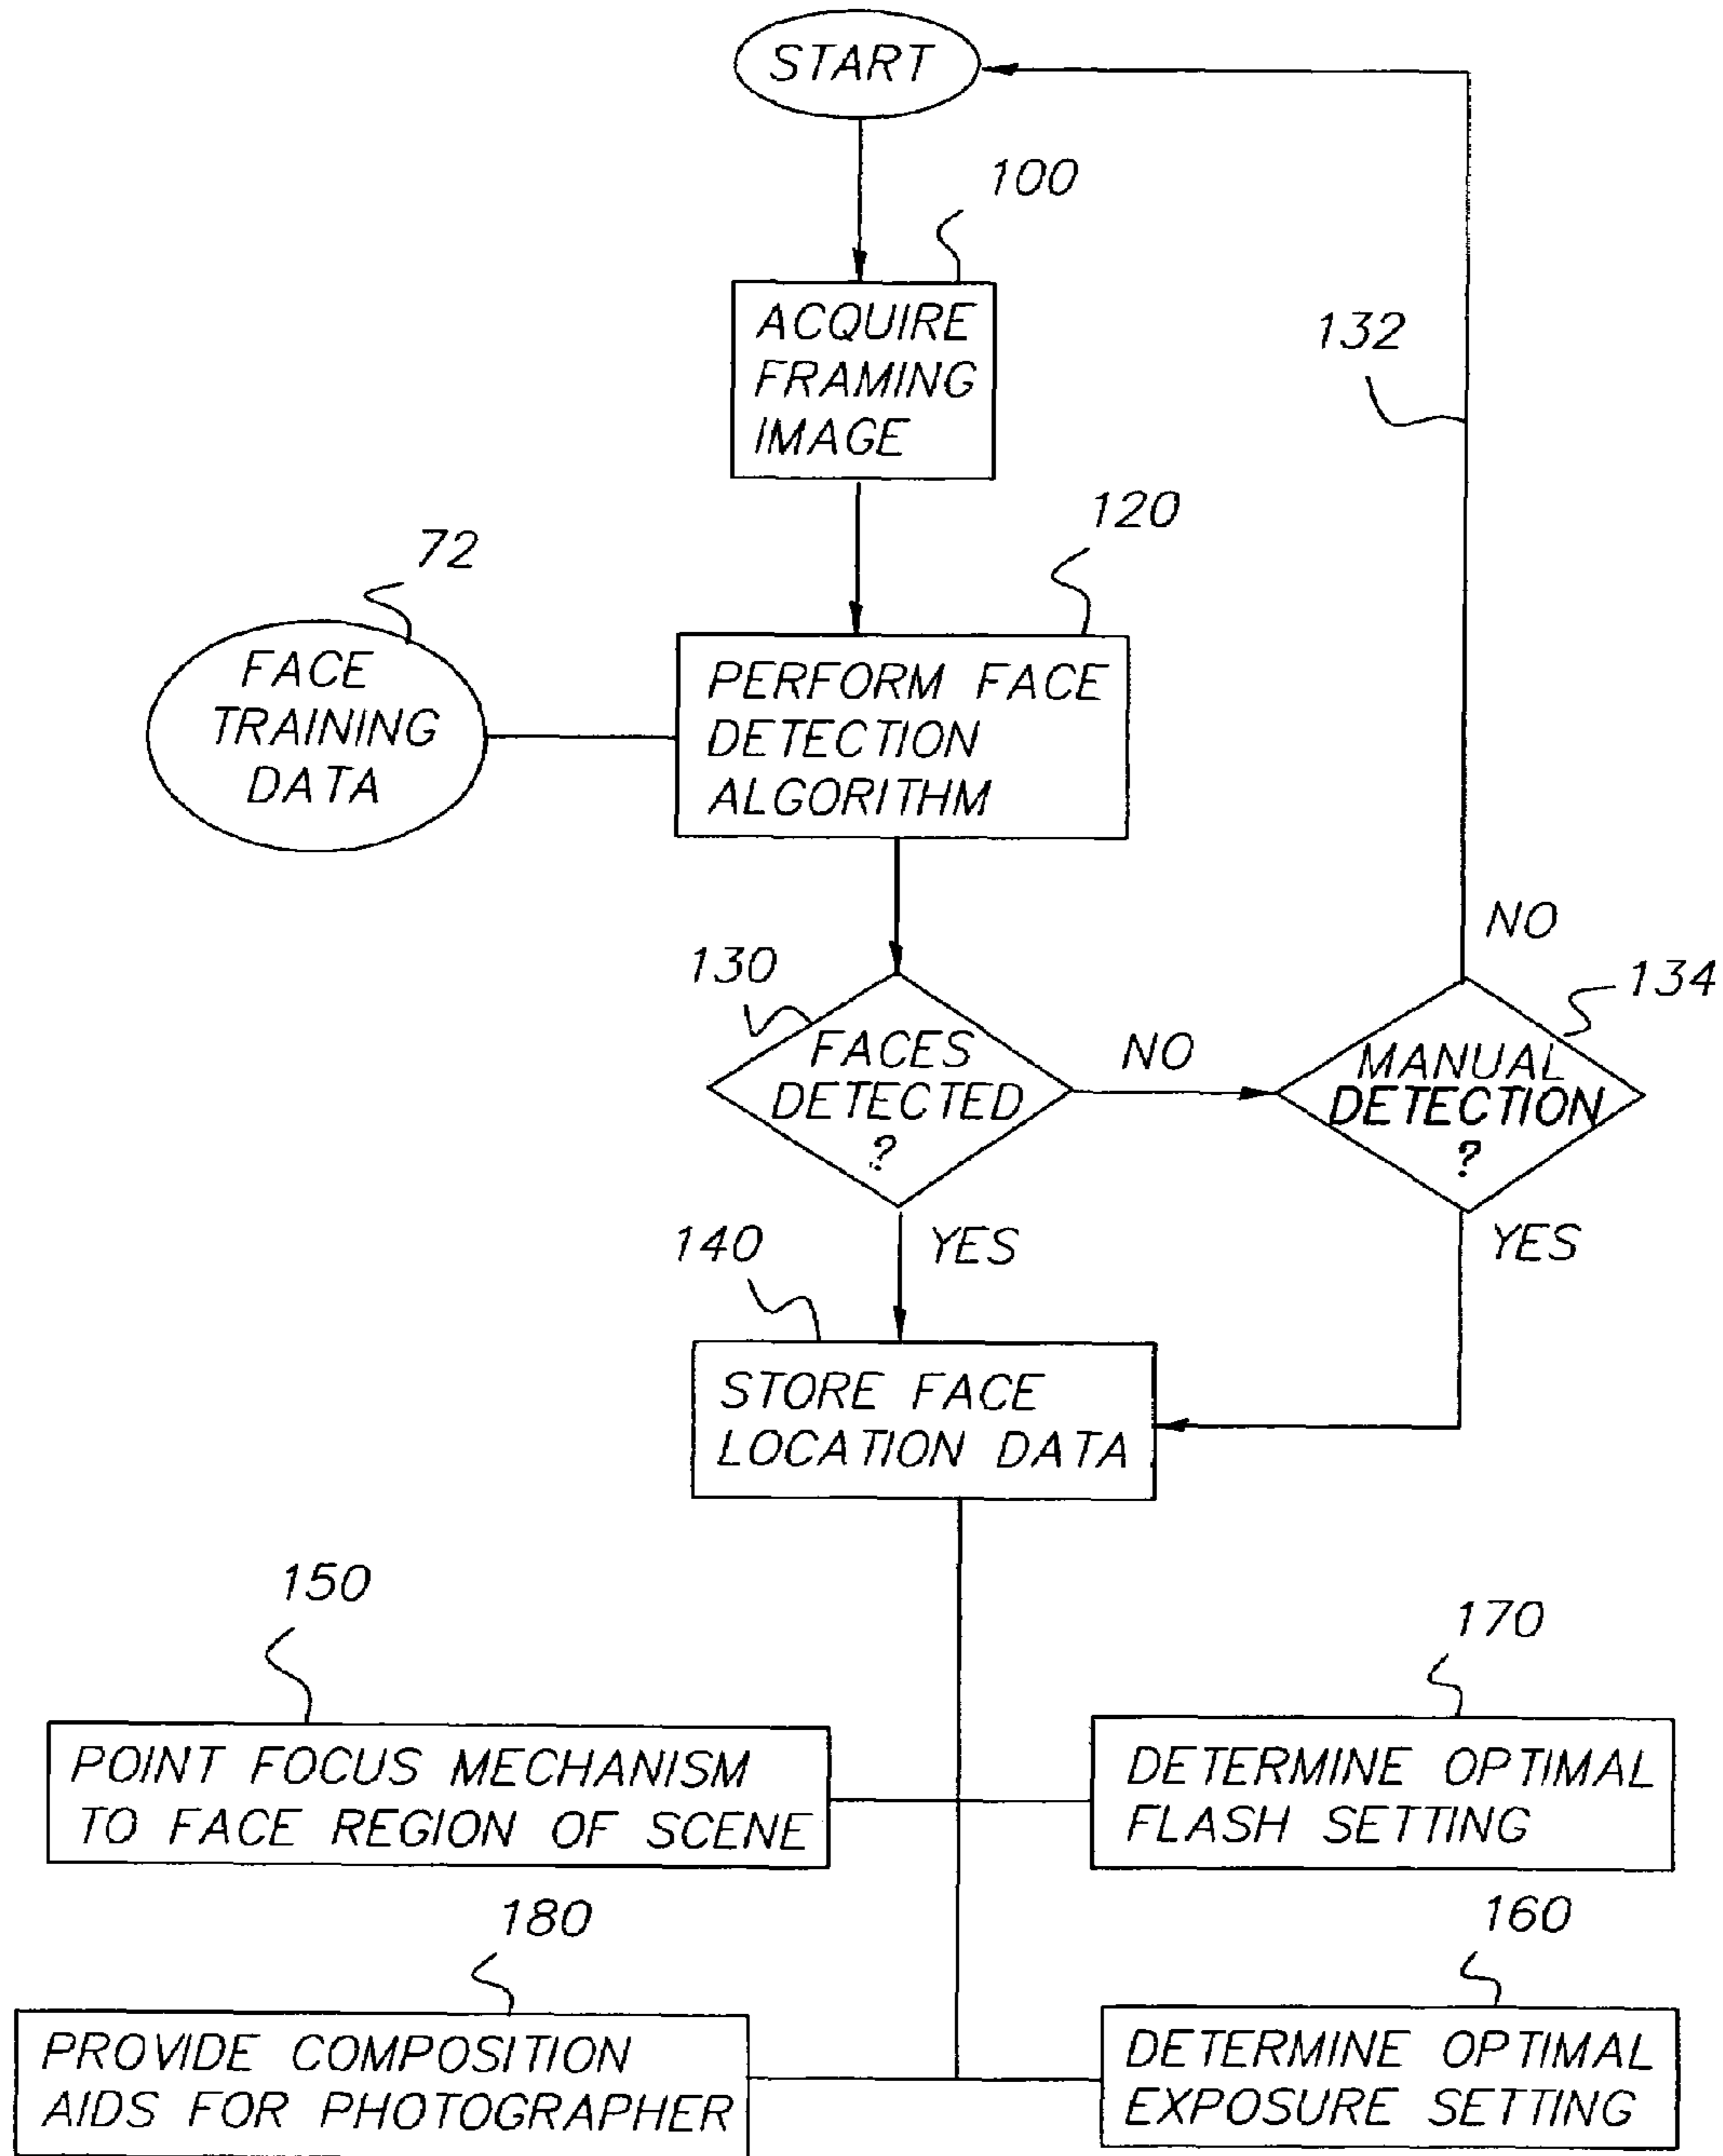 START
100
ACQUIRE
FRAMING
IMAGE
132
120
72
FACE
TRAINING
DATA
PERFORM FACE
DETECTION
ALGORITHM
NO
130
134
FACES
DETECTED
?
NO
MANUAL
DETECTION
?
140
YES
YES
STORE FACE
LOCATION DATA
150
170
POINT FOCUS MECHANISM
TO FACE REGION OF SCENE
DETERMINE OPTIMAL
FLASH SETTING
180
160
PROVIDE COMPOSITION
AIDS FOR PHOTOGRAPHER
DETERMINE OPTIMAL
EXPOSURE SETTING